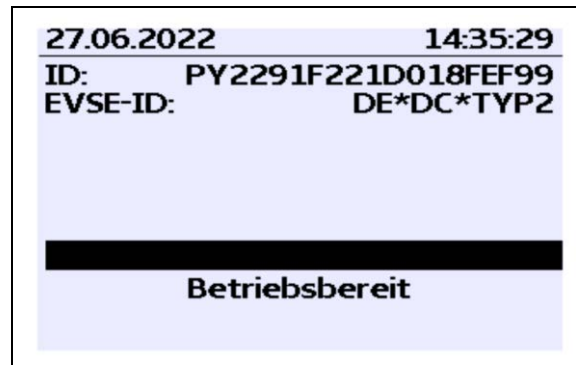 27.06.2022 14:35:29
ID: PY2291F221D018FEF99
EVSE-ID: DE*DC*TYP2
Betriebsbereit